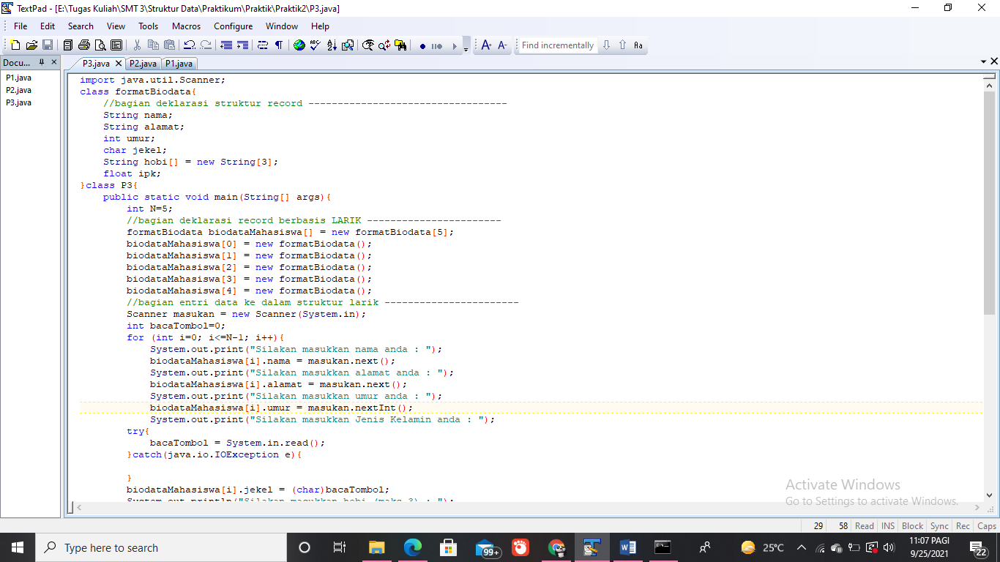 TextPad - [E:\Tugas Kuliah\SMT 3\Struktur Data\Praktikum\Praktik\Praktik2\P3.java]
File Edit Search View Tools Macros Configure Window Help
Find incrementally
Docu...
P3.java P2.java P1.java
P1.java
P2.java
P3.java
import java.util.Scanner;
class formatBiodata{
//bagian deklarasi struktur record ----------------------------------
String nama;
String alamat;
int umur;
char jekel;
String hobi[] = new String[3];
float ipk;
}class P3{
public static void main(String[] args){
int N=5;
//bagian deklarasi record berbasis LARIK -----------------------
formatBiodata biodataMahasiswa[] = new formatBiodata[5];
biodataMahasiswa[0] = new formatBiodata();
biodataMahasiswa[1] = new formatBiodata();
biodataMahasiswa[2] = new formatBiodata();
biodataMahasiswa[3] = new formatBiodata();
biodataMahasiswa[4] = new formatBiodata();
//bagian entri data ke dalam struktur larik -----------------------
Scanner masukan = new Scanner(System.in);
int bacaTombol=0;
for (int i=0; i<=N-1; i++){
System.out.print("Silakan masukkan nama anda : ");
biodataMahasiswa[i].nama = masukan.next();
System.out.print("Silakan masukkan alamat anda : ");
biodataMahasiswa[i].alamat = masukan.next();
System.out.print("Silakan masukkan umur anda : ");
biodataMahasiswa[i].umur = masukan.nextInt();
System.out.print("Silakan masukkan Jenis Kelamin anda : ");
try{
bacaTombol = System.in.read();
}catch(java.io.IOException e){
}
biodataMahasiswa[i].jekel = (char)bacaTombol;
System.out.println("Silakan masukkan hobi (maks 3) : ");
Activate Windows
Go to Settings to activate Windows.
29 58 Read INS Block Sync Rec Caps
Type here to search
99+
25°C
11:07 PAGI
9/25/2021
22